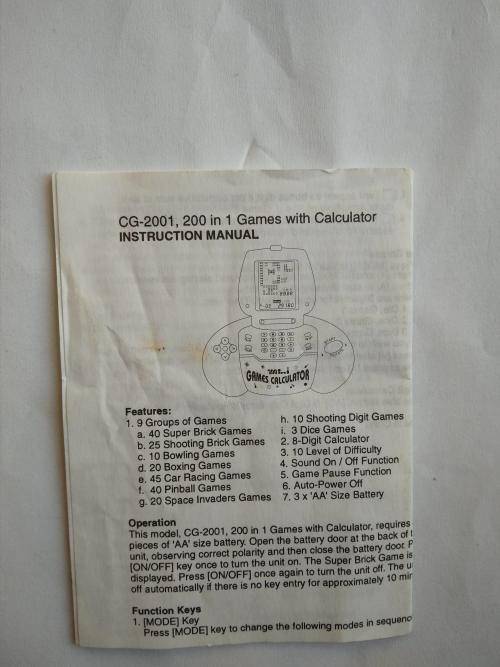 CG-2001, 200 in 1 Games with Calculator
INSTRUCTION MANUAL
GAMES CALCULATOR
Features:
1. 9 Groups of Games
a. 40 Super Brick Games
b. 25 Shooting Brick Games
c. 10 Bowling Games
d. 20 Boxing Games
e. 45 Car Racing Games
f. 40 Pinball Games
g. 20 Space Invaders Games
h. 10 Shooting Digit Games
i. 3 Dice Games
2. 8-Digit Calculator
3. 10 Level of Difficulty
4. Sound On / Off Function
5. Game Pause Function
6. Auto-Power Off
7. 3 x 'AA' Size Battery
Operation
This model, CG-2001, 200 in 1 Games with Calculator, requires
pieces of 'AA' size battery. Open the battery door at the back of
unit, observing correct polarity and then close the battery door.
[ON/OFF] key once to turn the unit on. The Super Brick Game is
displayed. Press [ON/OFF] once again to turn the unit off. The
off automatically if there is no key entry for approximately 10
Function Keys
1. [MODE] Key
Press [MODE] key to change the following modes in